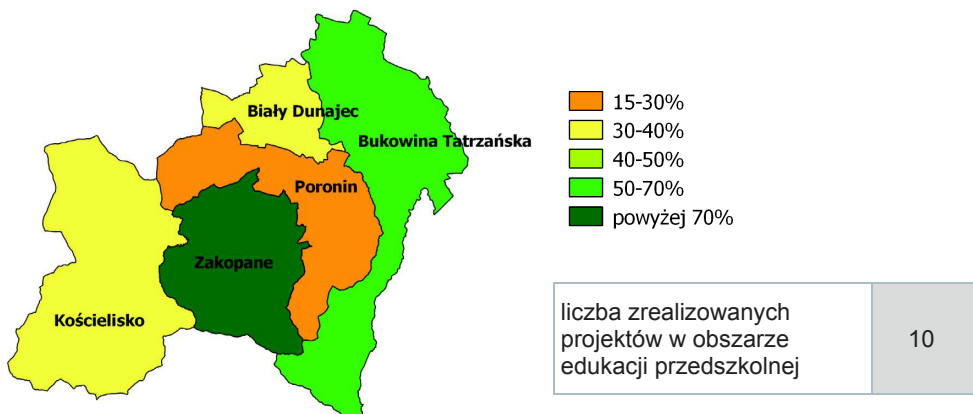 Biały Dunajec
Bukowina Tatrzańska
Poronin
Zakopane
Kościelisko
15-30%
30-40%
40-50%
50-70%
powyżej 70%
liczba zrealizowanych
projektów w obszarze
edukacji przedszkolnej
10